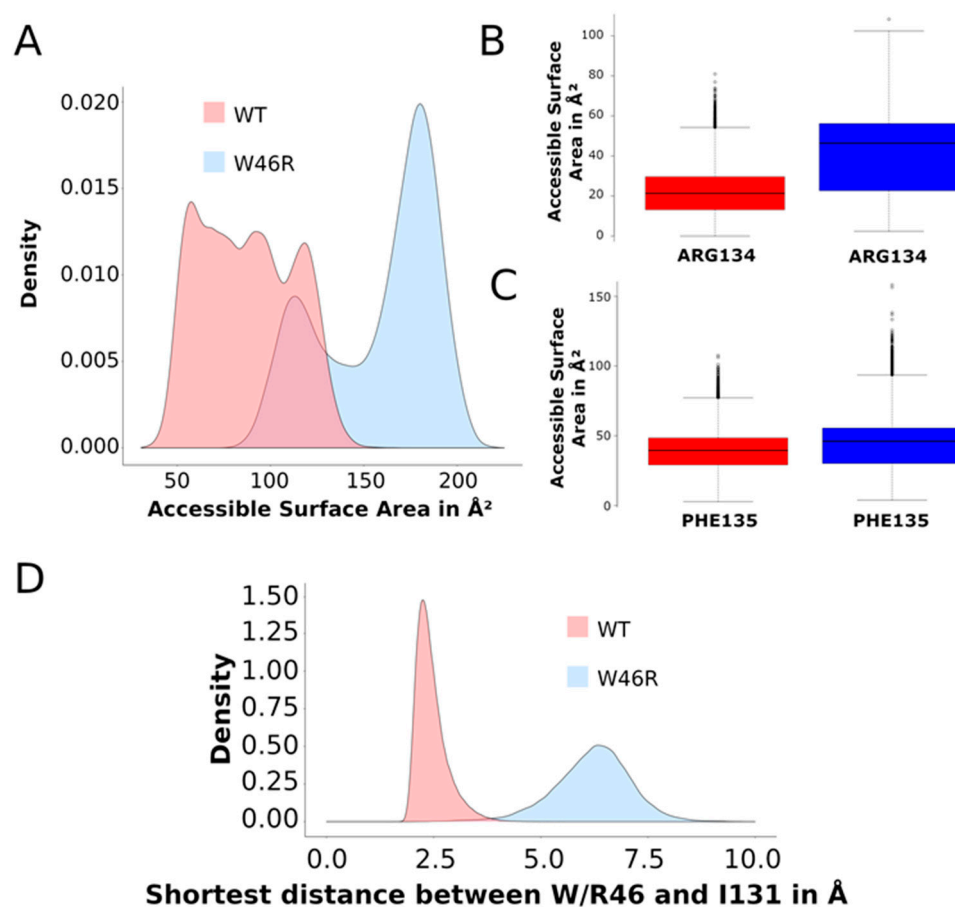 A
0.020
0.015
0.010
0.005
0.000
Density
WT
W46R
50
100
150
200
Accessible Surface Area in Å²
B
Accessible Surface
Area in Å²
100
80
60
40
20
0
ARG134
ARG134
C
Accessible Surface
Area in Å²
150
100
50
0
PHE135
PHE135
D
1.50
1.25
1.00
0.75
0.50
0.25
0.00
Density
WT
W46R
0.0
2.5
5.0
7.5
10.0
Shortest distance between W/R46 and I131 in Å